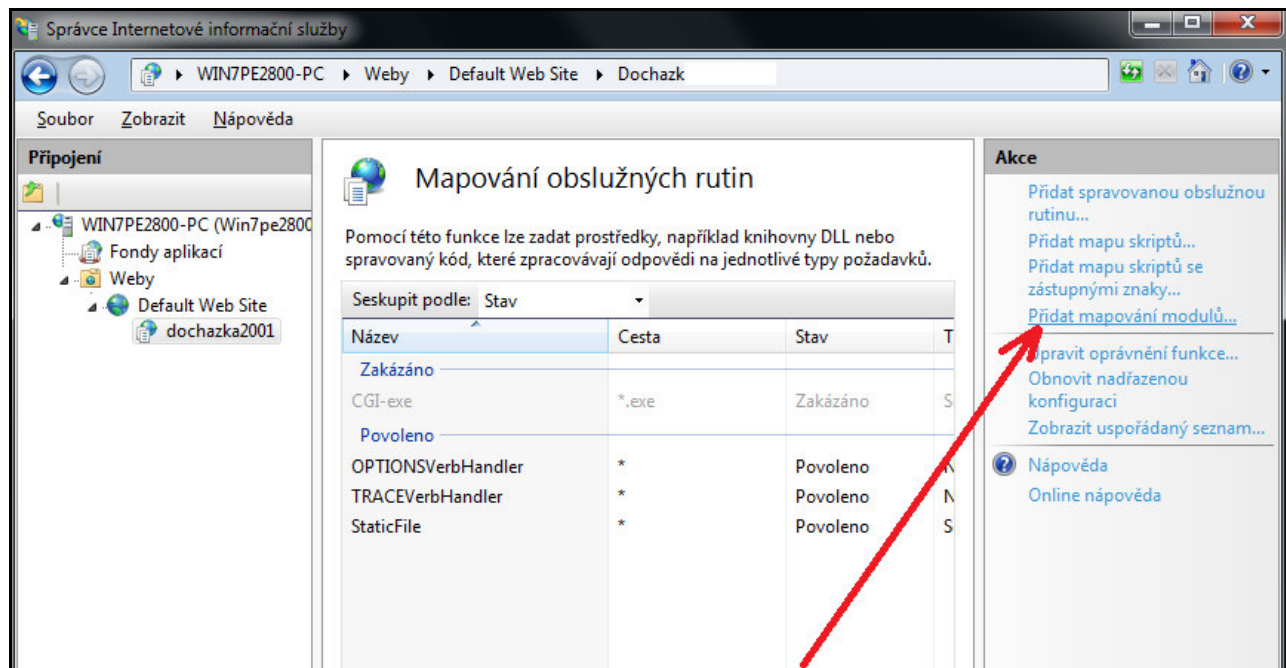 Správce Internetové informační služby
WIN7PE2800-PC Weby Default Web Site Dochazk
Soubor Zobrazit Nápověda
Připojení
WIN7PE2800-PC (Win7pe2800
Fondy aplikací
Weby
Default Web Site
dochazka2001
Mapování obslužných rutin
Pomocí této funkce lze zadat prostředky, například knihovny DLL nebo
spravovaný kód, které zpracovávají odpovědi na jednotlivé typy požadavků.
Seskupit podle: Stav
Název Cesta Stav T
Zakázáno
CGI-exe *.exe Zakázáno S
Povoleno
OPTIONSVerbHandler * Povoleno N
TRACEVerbHandler * Povoleno N
StaticFile * Povoleno S
Akce
Přidat spravovanou obslužnou
rutinu...
Přidat mapu skriptů...
Přidat mapu skriptů se
zástupnými znaky...
Přidat mapování modulů...
Upravit oprávnění funkce...
Obnovit nadřazenou
konfiguraci
Zobrazit uspořádaný seznam...
Nápověda
Online nápověda